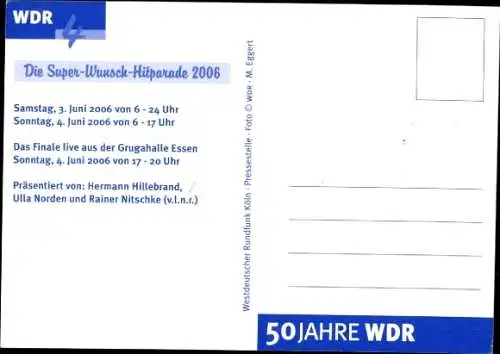 WDR 4
Die Super-Wunsch-Hitparade 2006
Samstag, 3. Juni 2006 von 6 - 24 Uhr
Sonntag, 4. Juni 2006 von 6 - 17 Uhr
Das Finale live aus der Grugahalle Essen
Sonntag, 4. Juni 2006 von 17 - 20 Uhr
Präsentiert von: Hermann Hillebrand,
Ulla Norden und Rainer Nitschke (v.l.n.r.)
Westdeutscher Rundfunk Köln · Pressestelle · Foto © WDR · M. Eggert
50 JAHRE WDR